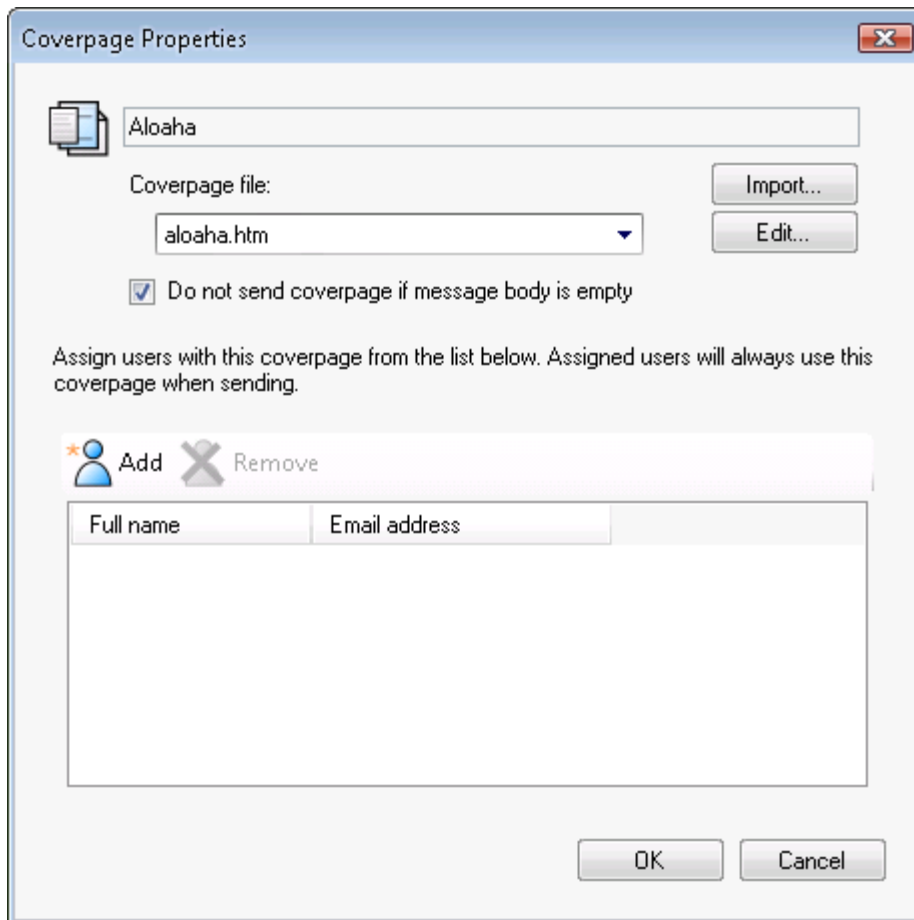 Coverpage Properties
Aloaha
Coverpage file:
Import...
aloaha.htm
Edit...
Do not send coverpage if message body is empty
Assign users with this coverpage from the list below. Assigned users will always use this
coverpage when sending.
Add Remove
Full name Email address
OK Cancel